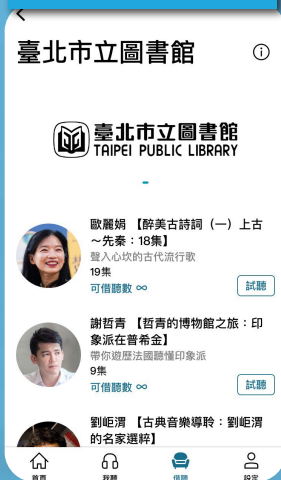 臺北市立圖書館
臺北市立圖書館
TAIPEI PUBLIC LIBRARY
歐麗娟 【醉美古詩詞（一）上古
～先秦：18集】
聲入心坎的古代流行歌
19集
可借聽數 ∞
試聽
謝哲青 【哲青的博物館之旅：印
象派在普希金】
帶你遊歷法國聽懂印象派
9集
可借聽數 ∞
試聽
劉岠渭 【古典音樂導聆：劉岠渭
的名家選粹】
首頁
我聽
借聽
設定